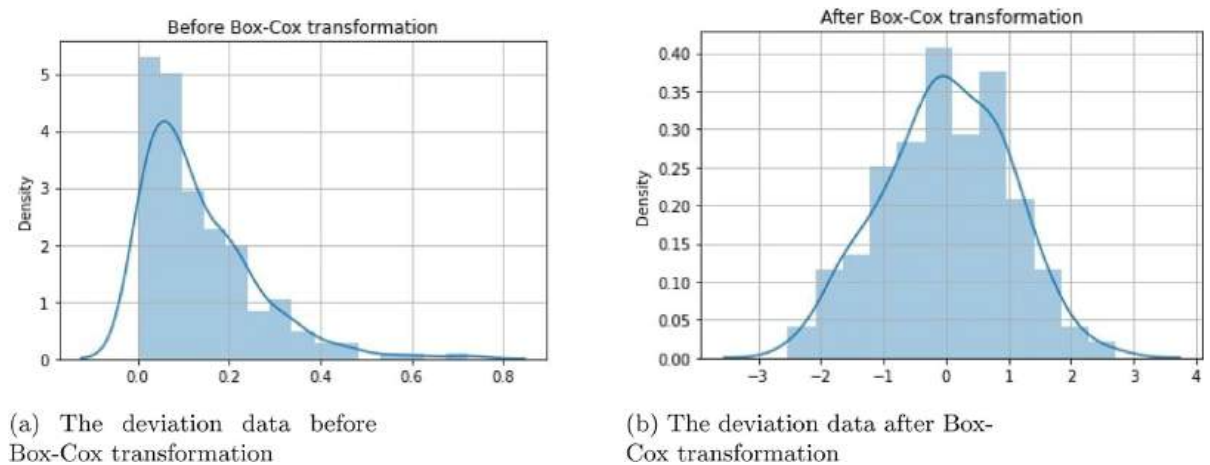 Before Box-Cox transformation
5
4
3
2
1
0
Density
0.0 0.2 0.4 0.6 0.8
(a) The deviation data before
Box-Cox transformation
After Box-Cox transformation
0.40
0.35
0.30
0.25
0.20
0.15
0.10
0.05
0.00
Density
−3 −2 −1 0 1 2 3 4
(b) The deviation data after Box-
Cox transformation